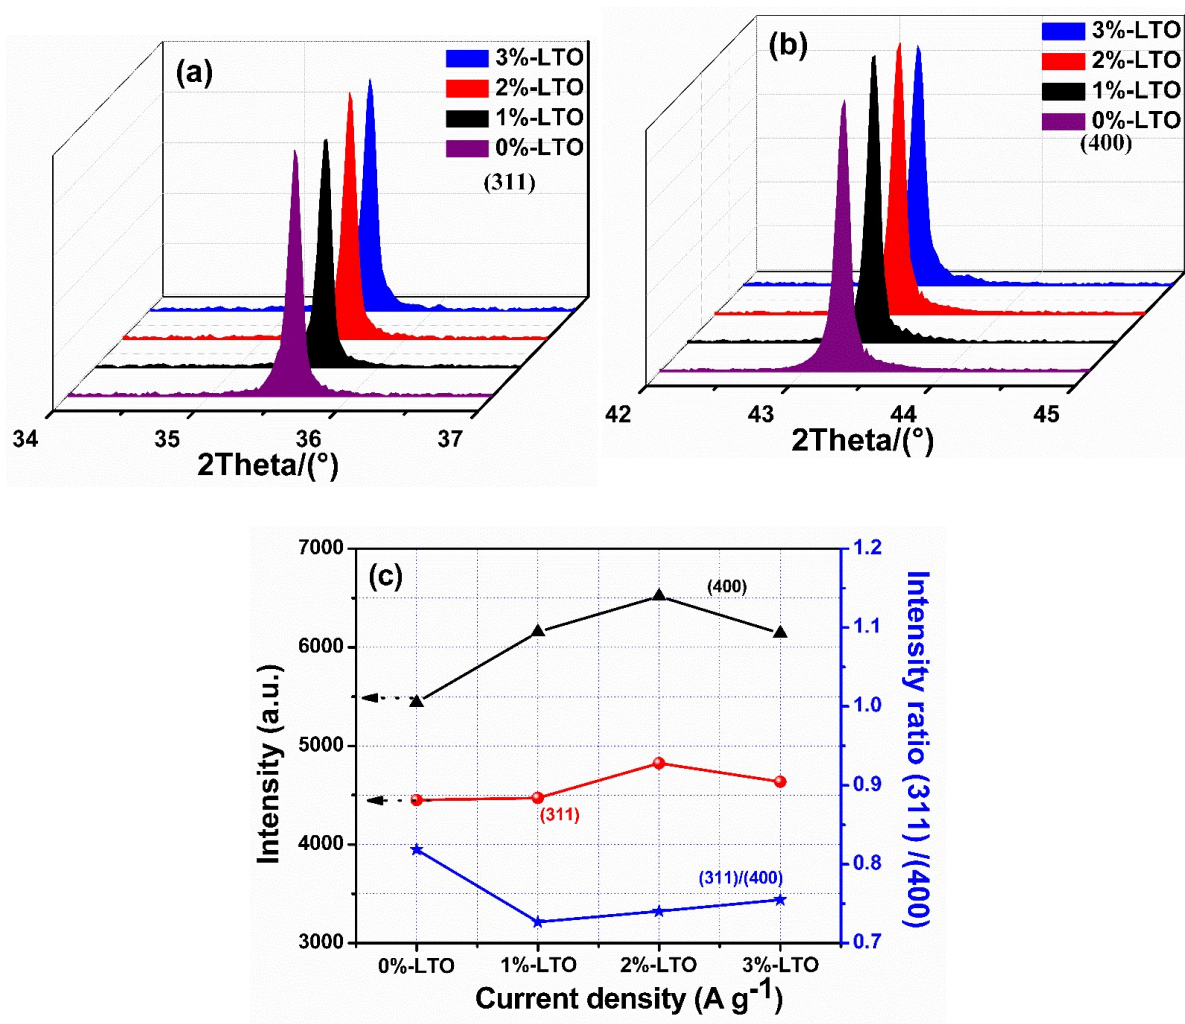 (a)
3%-LTO
2%-LTO
1%-LTO
0%-LTO
(311)
34
35
36
37
2Theta/(°)
(b)
3%-LTO
2%-LTO
1%-LTO
0%-LTO
(400)
42
43
44
45
2Theta/(°)
(c)
7000
6000
5000
4000
3000
Intensity (a.u.)
(400)
(311)
(311)/(400)
1.2
1.1
1.0
0.9
0.8
0.7
Intensity ratio (311) /(400)
0%-LTO
1%-LTO
2%-LTO
3%-LTO
Current density (A g⁻¹)